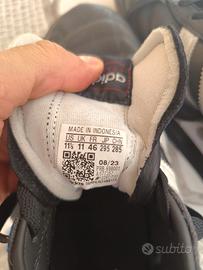 adidas
MADE IN INDONESIA
US UK FR JP CHN
11½ 11 46 295 285
08/23
subito